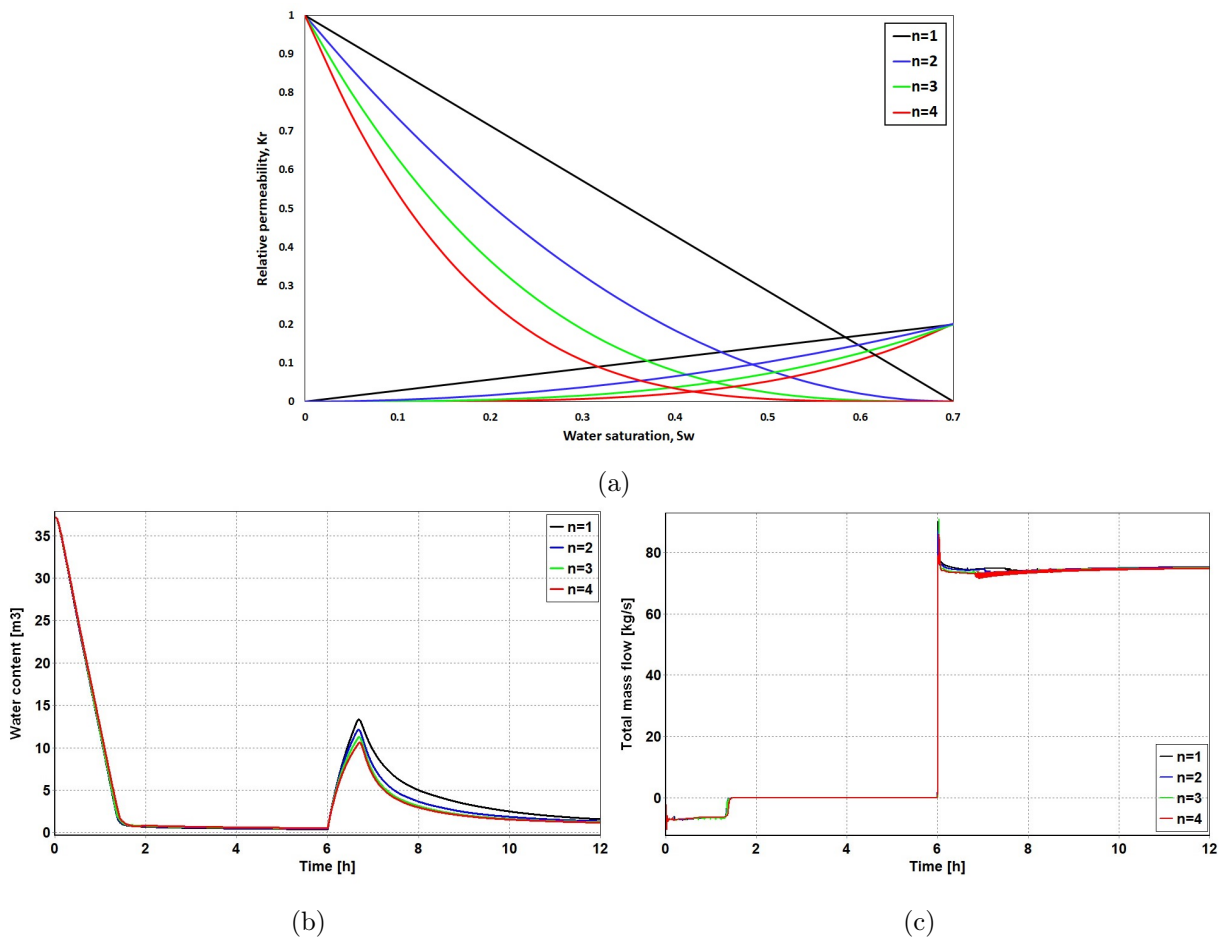 1
0.9
0.8
0.7
0.6
0.5
0.4
0.3
0.2
0.1
0
Relative permeability, Kr
n=1
n=2
n=3
n=4
0 0.1 0.2 0.3 0.4 0.5 0.6 0.7
Water saturation, Sw
(a)
35
30
25
20
15
10
5
0
Water content [m3]
n=1
n=2
n=3
n=4
0 2 4 6 8 10 12
Time [h]
(b)
80
60
40
20
0
Total mass flow [kg/s]
n=1
n=2
n=3
n=4
0 2 4 6 8 10 12
Time [h]
(c)